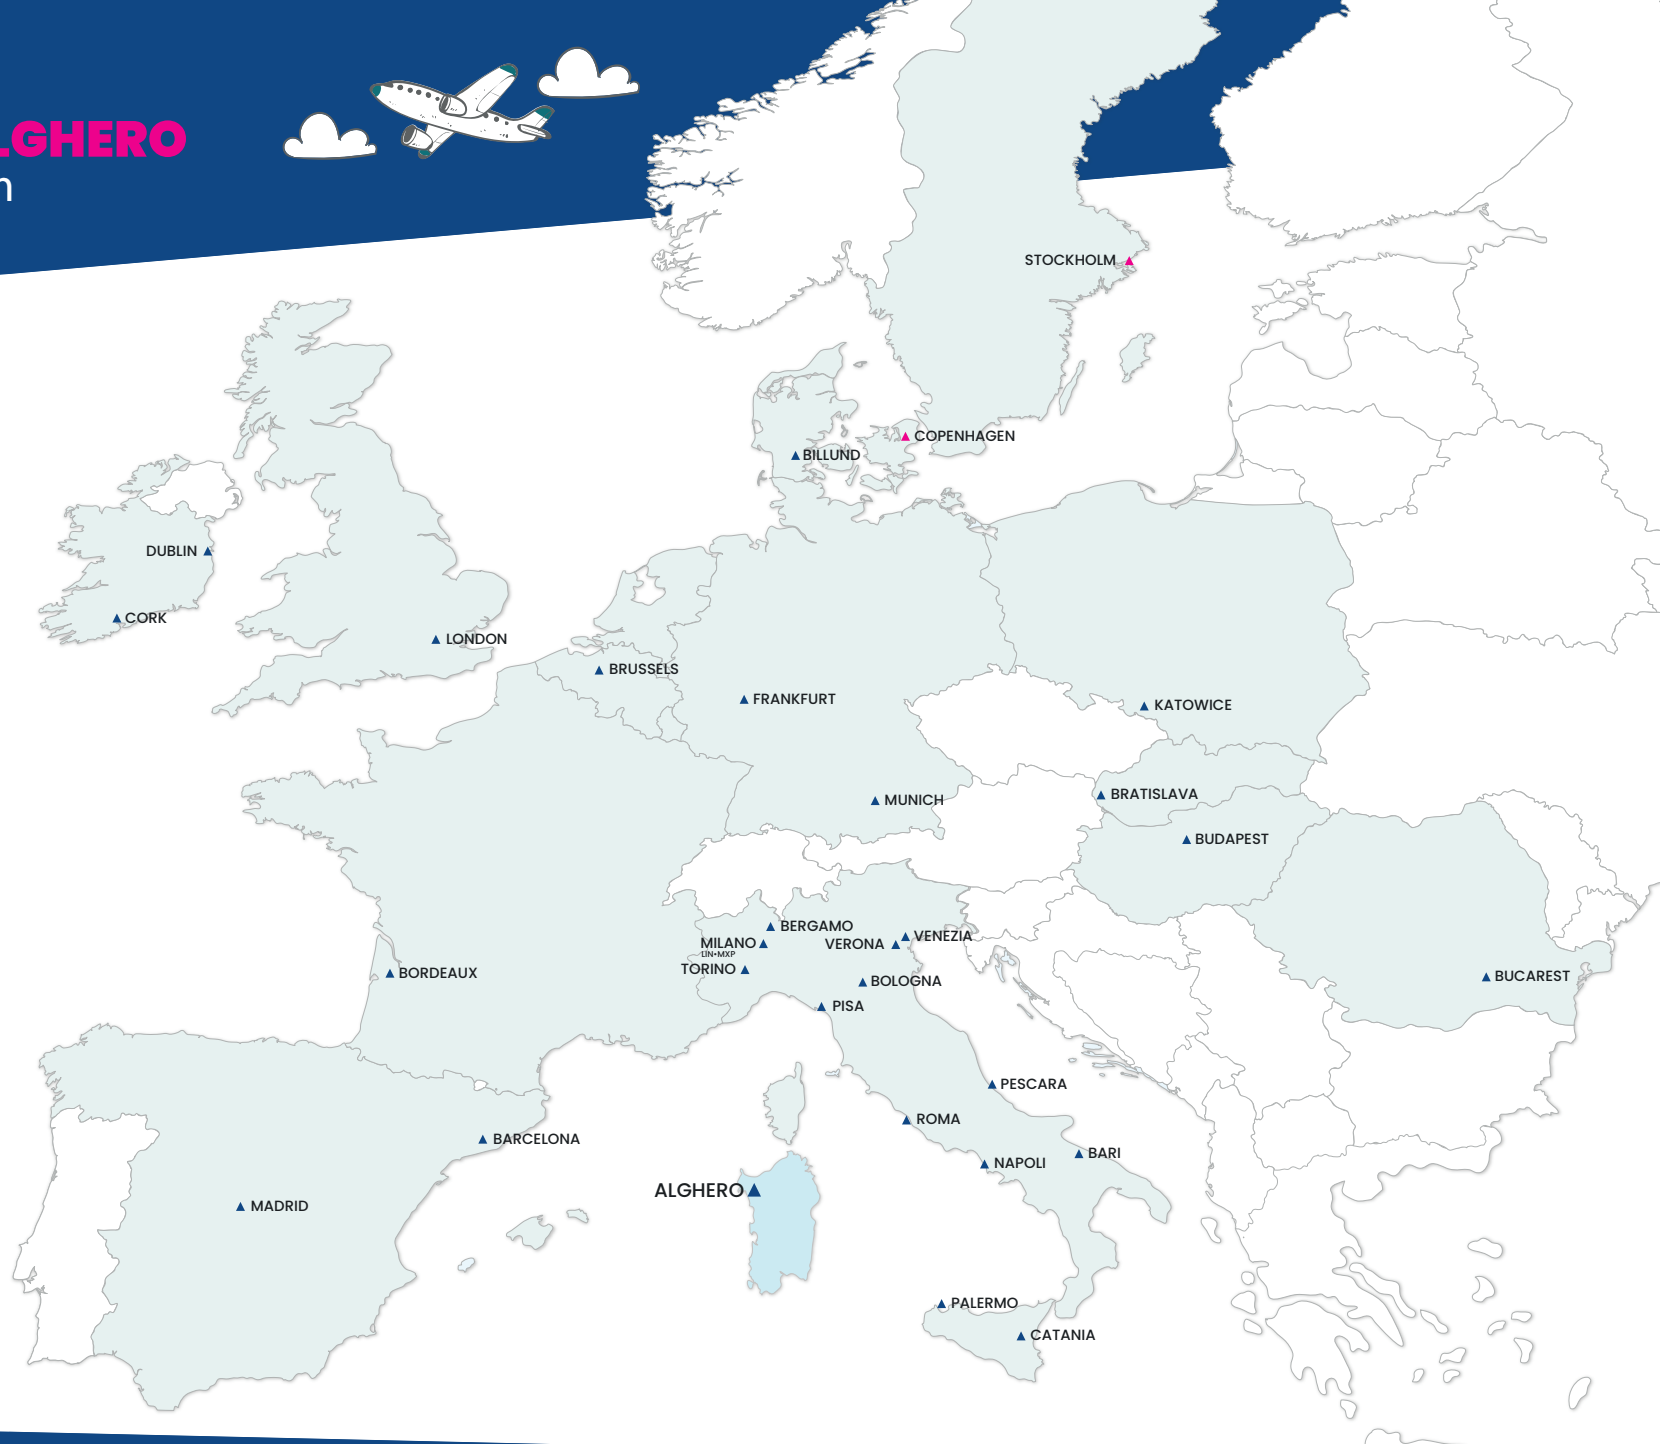 LGHERO
n
STOCKHOLM
COPENHAGEN
BILLUND
DUBLIN
CORK
LONDON
BRUSSELS
FRANKFURT
KATOWICE
MUNICH
BRATISLAVA
BUDAPEST
BERGAMO
VENEZIA
MILANO
VERONA
LIN•MXP
TORINO
BORDEAUX
BUCAREST
BOLOGNA
PISA
PESCARA
ROMA
BARCELONA
BARI
NAPOLI
ALGHERO
MADRID
PALERMO
CATANIA